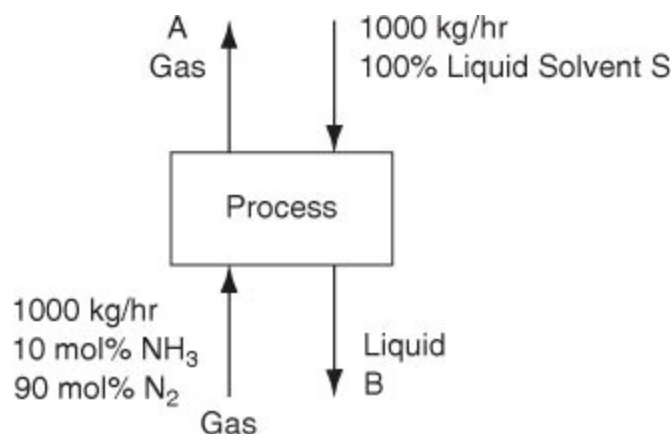 A
Gas
1000 kg/hr
100% Liquid Solvent S
Process
1000 kg/hr
10 mol% NH₃
90 mol% N₂
Gas
Liquid
B